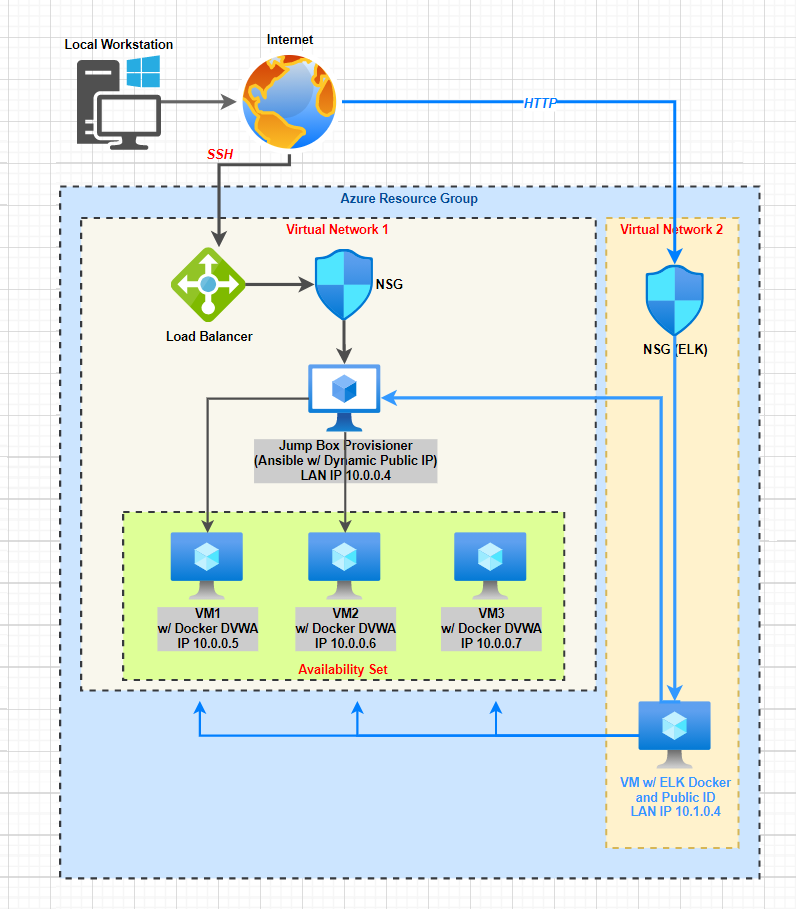 Local Workstation
Internet
HTTP
SSH
Azure Resource Group
Virtual Network 1
Virtual Network 2
NSG
Load Balancer
NSG (ELK)
Jump Box Provisioner
(Ansible w/ Dynamic Public IP)
LAN IP 10.0.0.4
VM1
w/ Docker DVWA
IP 10.0.0.5
VM2
w/ Docker DVWA
IP 10.0.0.6
VM3
w/ Docker DVWA
IP 10.0.0.7
Availability Set
VM w/ ELK Docker
and Public ID
LAN IP 10.1.0.4